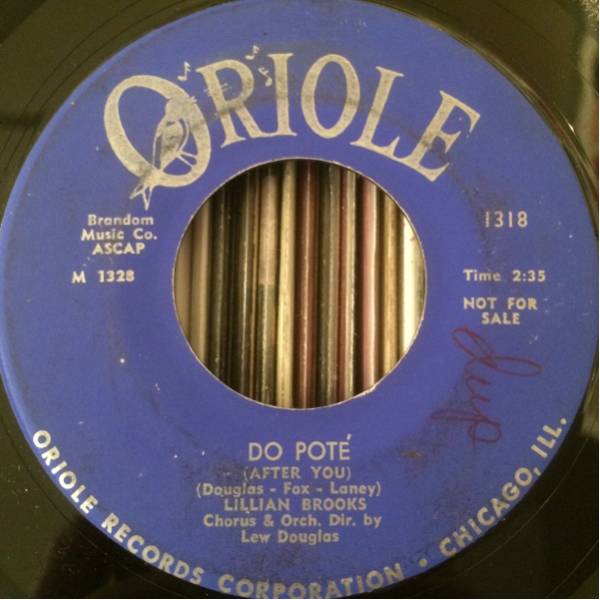 ORIOLE
Brandom
Music Co.
ASCAP
M 1328
1318
Time 2:35
NOT FOR
SALE
dup
DO POTÉ
(AFTER YOU)
(Douglas - Fox - Laney)
LILLIAN BROOKS
Chorus & Orch. Dir. by
Lew Douglas
ORIOLE RECORDS CORPORATION • CHICAGO, ILL.